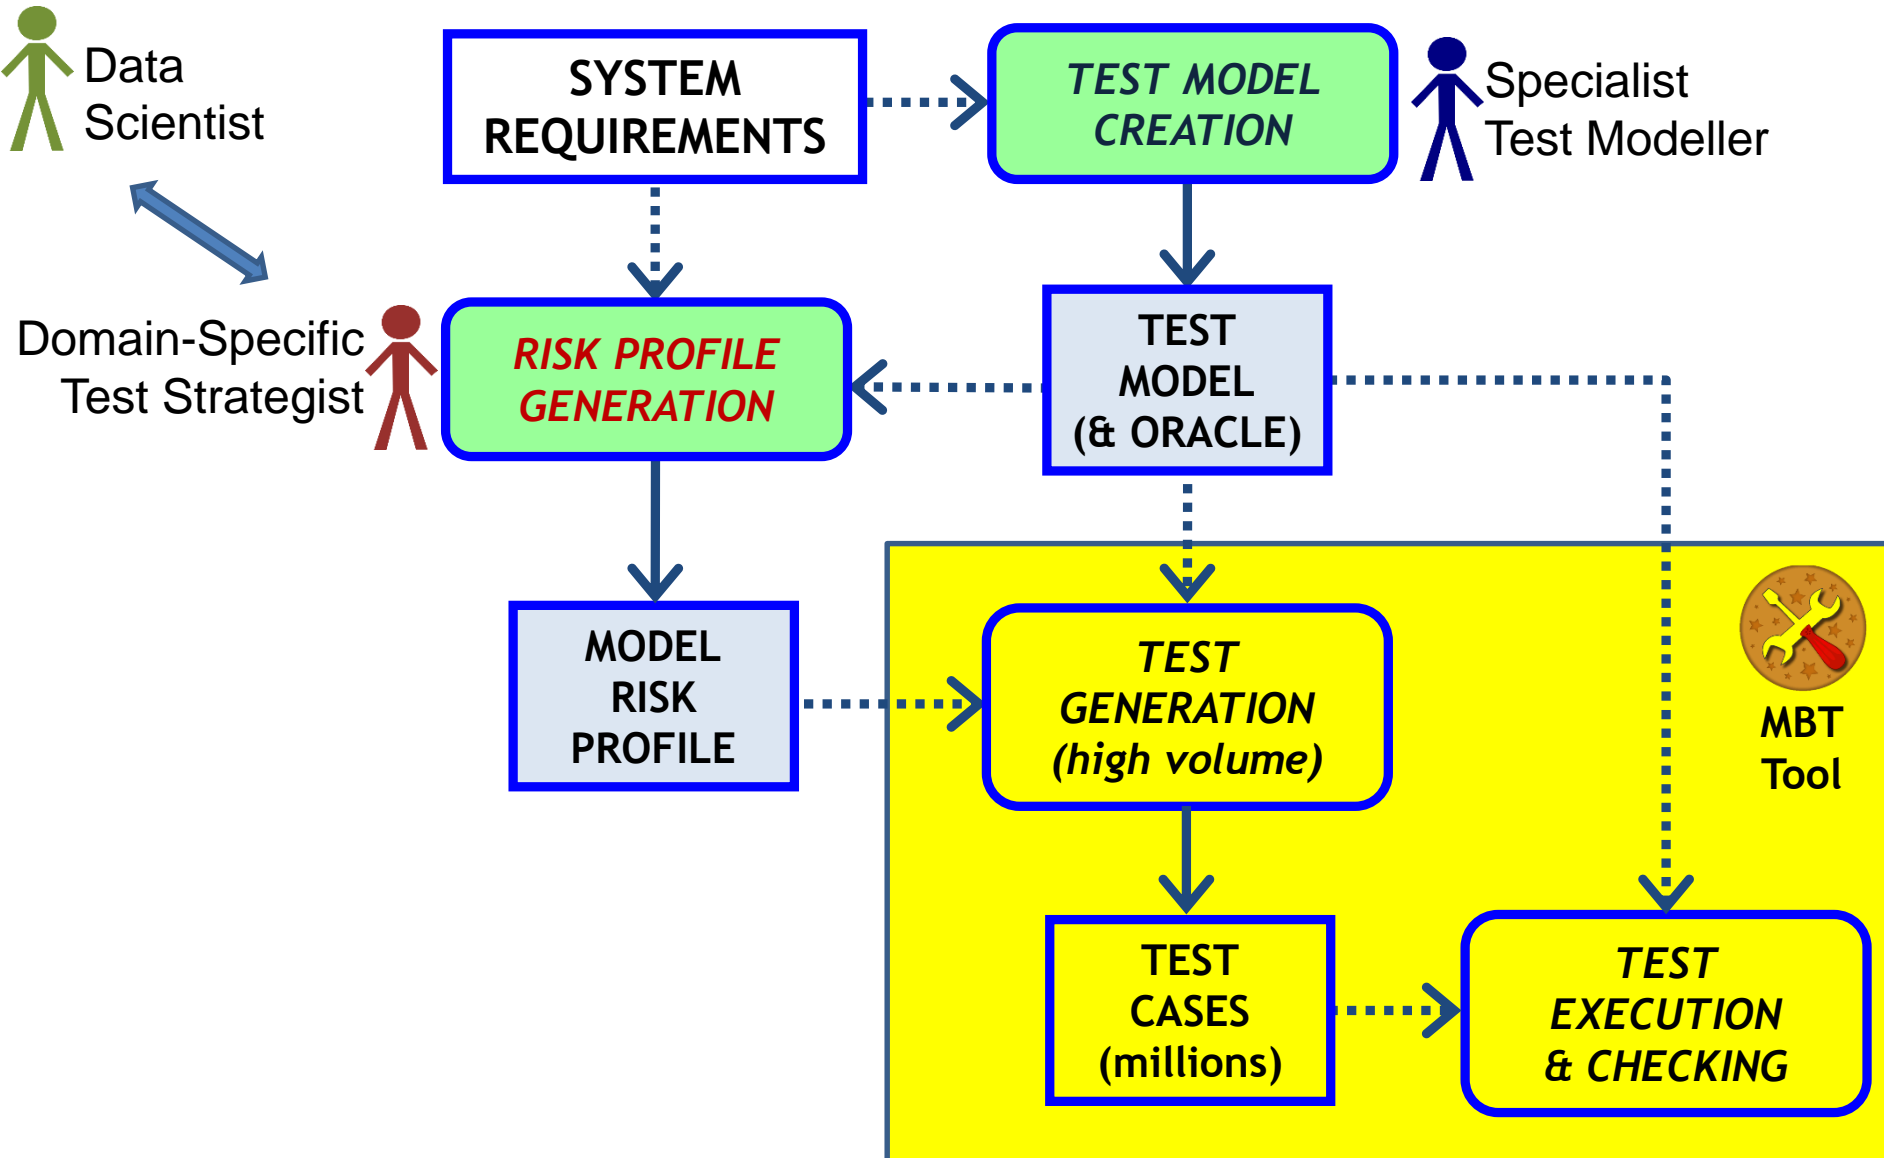 Data
Scientist
SYSTEM
REQUIREMENTS
TEST MODEL
CREATION
Specialist
Test Modeller
Domain-Specific
Test Strategist
RISK PROFILE
GENERATION
TEST
MODEL
(& ORACLE)
MODEL
RISK
PROFILE
TEST
GENERATION
(high volume)
MBT
Tool
TEST
CASES
(millions)
TEST
EXECUTION
& CHECKING